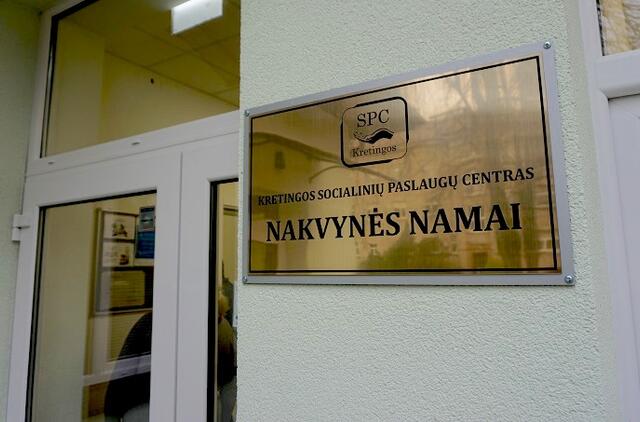 SPC
Kretingos
KRETINGOS SOCIALINIŲ PASLAUGŲ CENTRAS
NAKVYNĖS NAMAI